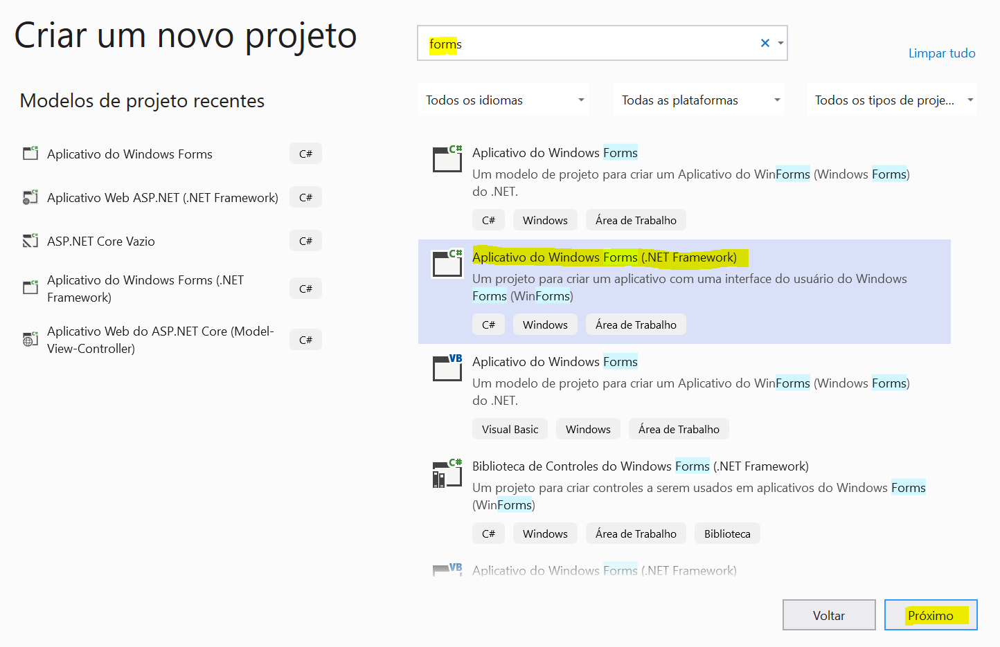 Criar um novo projeto
forms
Limpar tudo
Modelos de projeto recentes
Todos os idiomas
Todas as plataformas
Todos os tipos de proje...
Aplicativo do Windows Forms
C#
Aplicativo Web ASP.NET (.NET Framework)
C#
ASP.NET Core Vazio
C#
Aplicativo do Windows Forms (.NET
Framework)
C#
Aplicativo Web do ASP.NET Core (Model-
View-Controller)
C#
C#
Aplicativo do Windows Forms
Um modelo de projeto para criar um Aplicativo do WinForms (Windows Forms)
do .NET.
C# Windows Área de Trabalho
C#
Aplicativo do Windows Forms (.NET Framework)
Um projeto para criar um aplicativo com uma interface do usuário do Windows
Forms (WinForms)
C# Windows Área de Trabalho
VB
Aplicativo do Windows Forms
Um modelo de projeto para criar um Aplicativo do WinForms (Windows Forms)
do .NET.
Visual Basic Windows Área de Trabalho
C#
Biblioteca de Controles do Windows Forms (.NET Framework)
Um projeto para criar controles a serem usados em aplicativos do Windows Forms
(WinForms)
C# Windows Área de Trabalho Biblioteca
VB
Aplicativo do Windows Forms (.NET Framework)
Voltar
Próximo